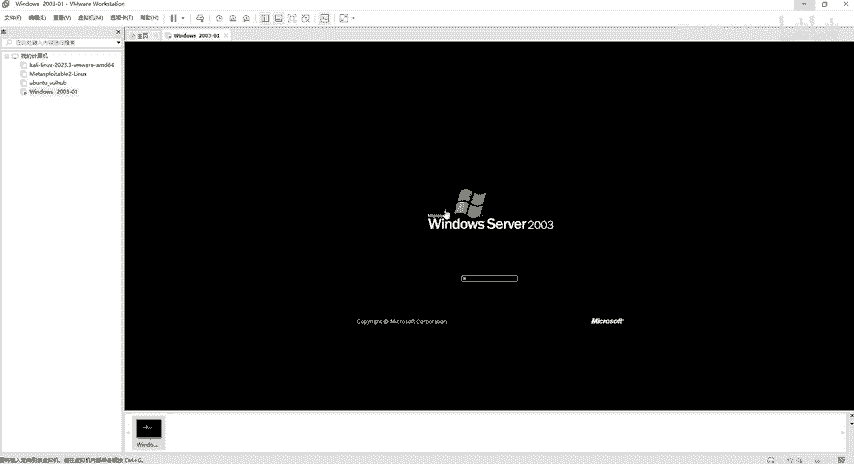 Windows 2003-01 - VMware Workstation
文件(F) 编辑(E) 查看(V) 虚拟机(M) 选项卡(T) 帮助(H)
库
主页
Windows 2003-01
在此处键入内容进行搜索
我的计算机
kali-linux-2023.3-vmware-amd64
Metasploitable2-Linux
ubuntu_vulhub
Windows 2003-01
Microsoft
Windows Server 2003
Copyright © Microsoft Corporation
Microsoft
Windo...